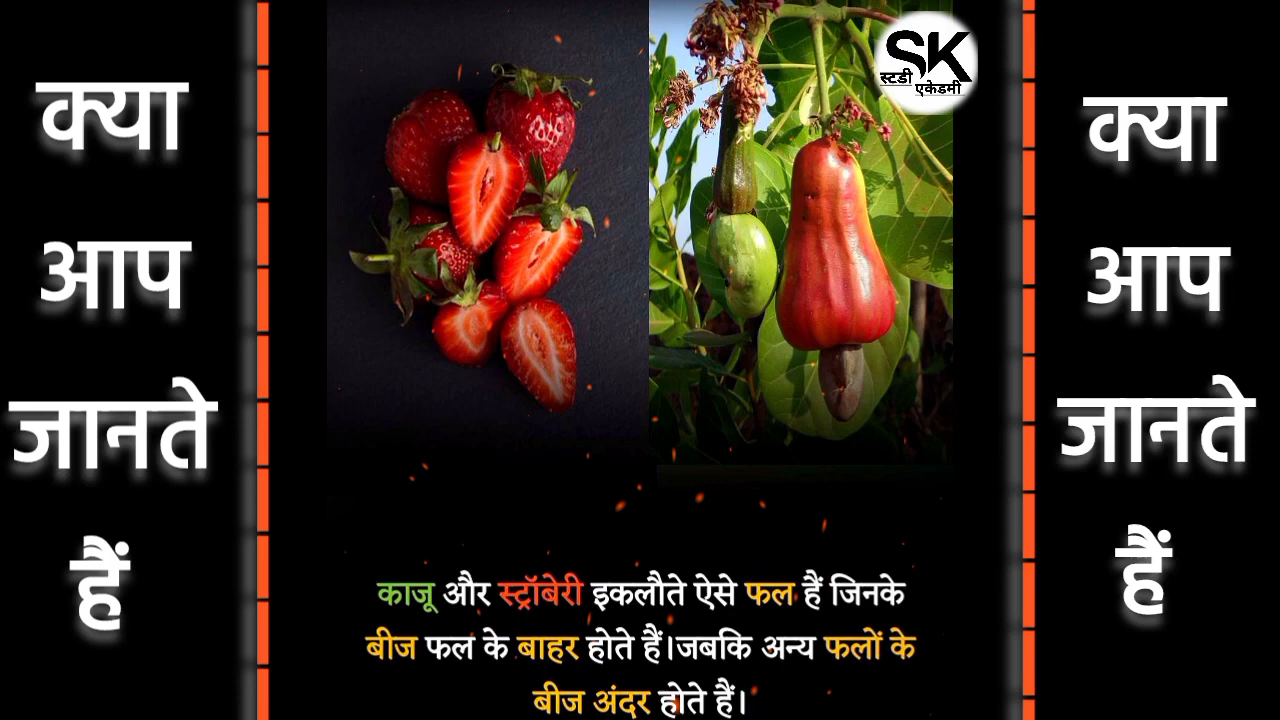 क्या
आप
जानते
हैं
SK
स्टडी
एकेडमी
काजू और स्ट्रॉबेरी इकलौते ऐसे फल हैं जिनके
बीज फल के बाहर होते हैं।जबकि अन्य फलों के
बीज अंदर होते हैं।
क्या
आप
जानते
हैं